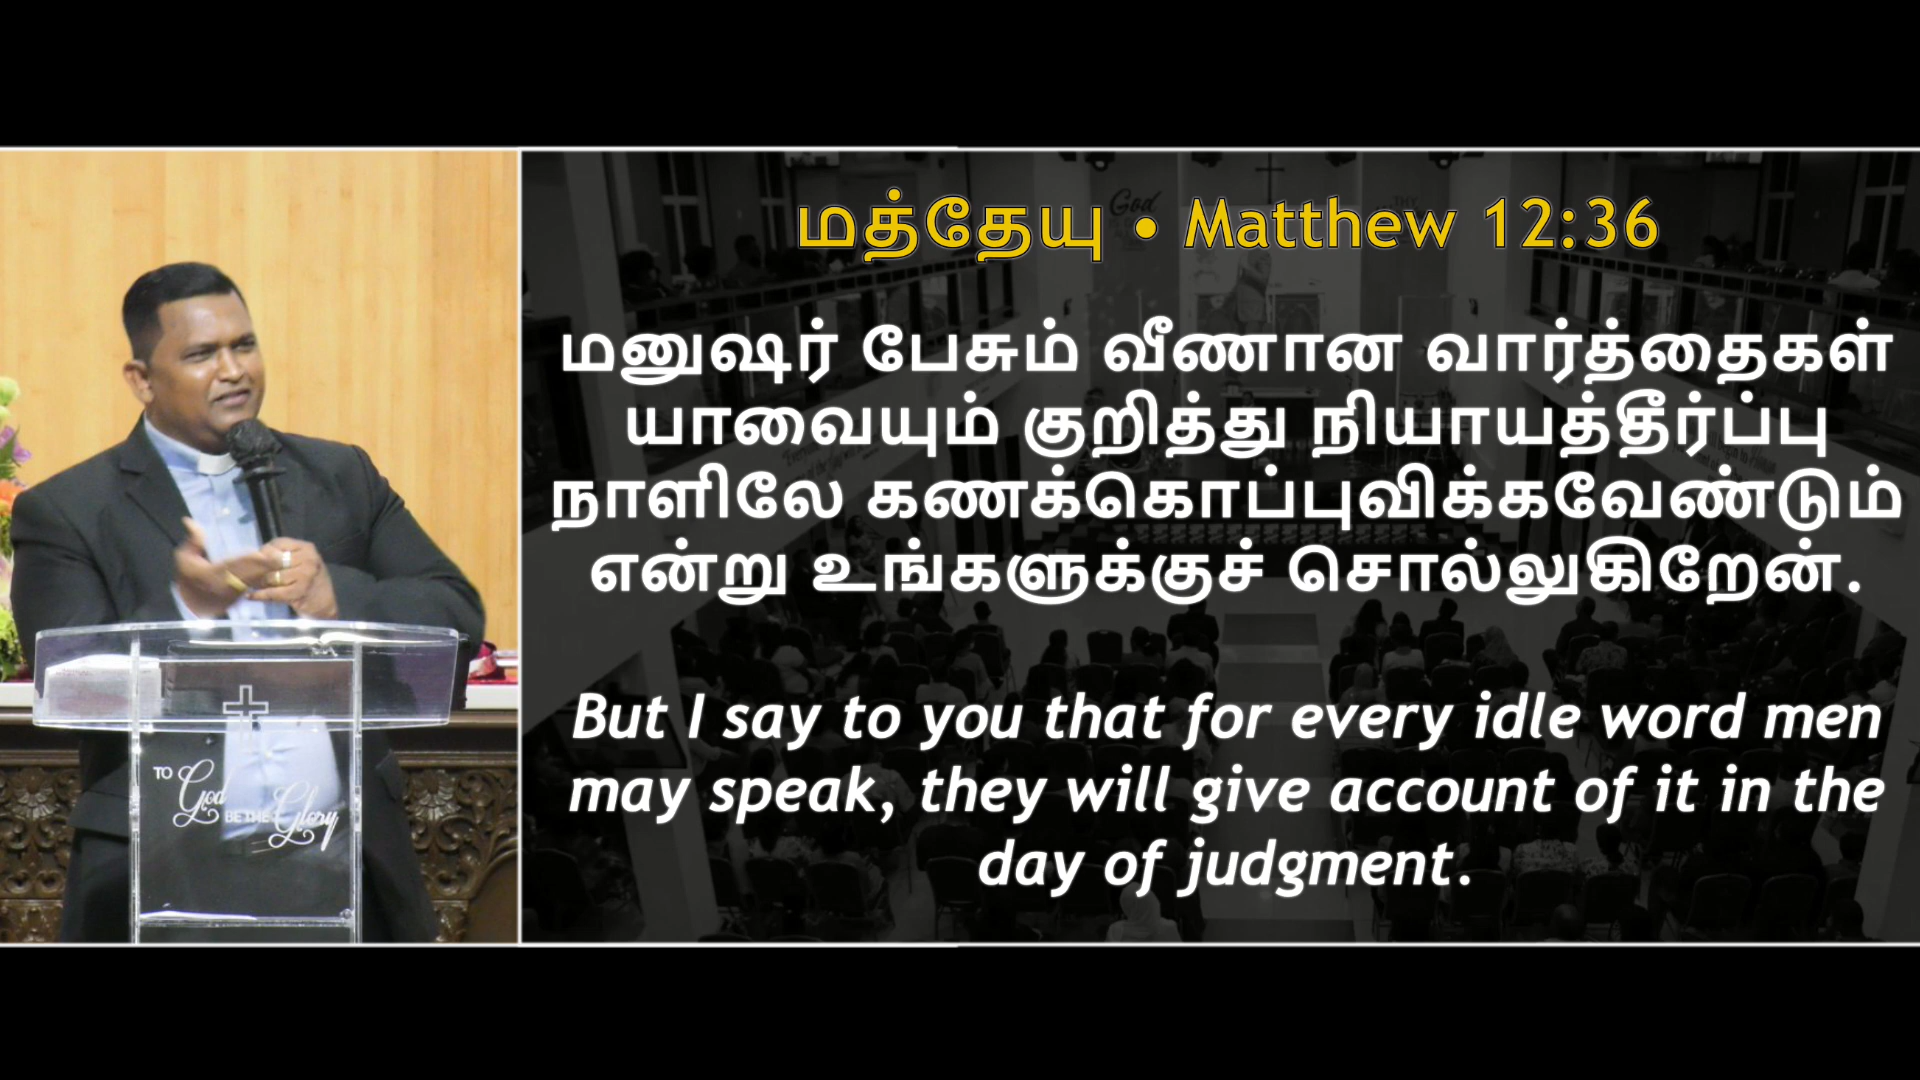 மத்தேயு • Matthew 12:36
மனுஷர் பேசும் வீணான வார்த்தைகள்
யாவையும் குறித்து நியாயத்தீர்ப்பு
நாளிலே கணக்கொப்புவிக்கவேண்டும்
என்று உங்களுக்குச் சொல்லுகிறேன்.
But I say to you that for every idle word men
may speak, they will give account of it in the
day of judgment.
TO God
BE THE Glory
God